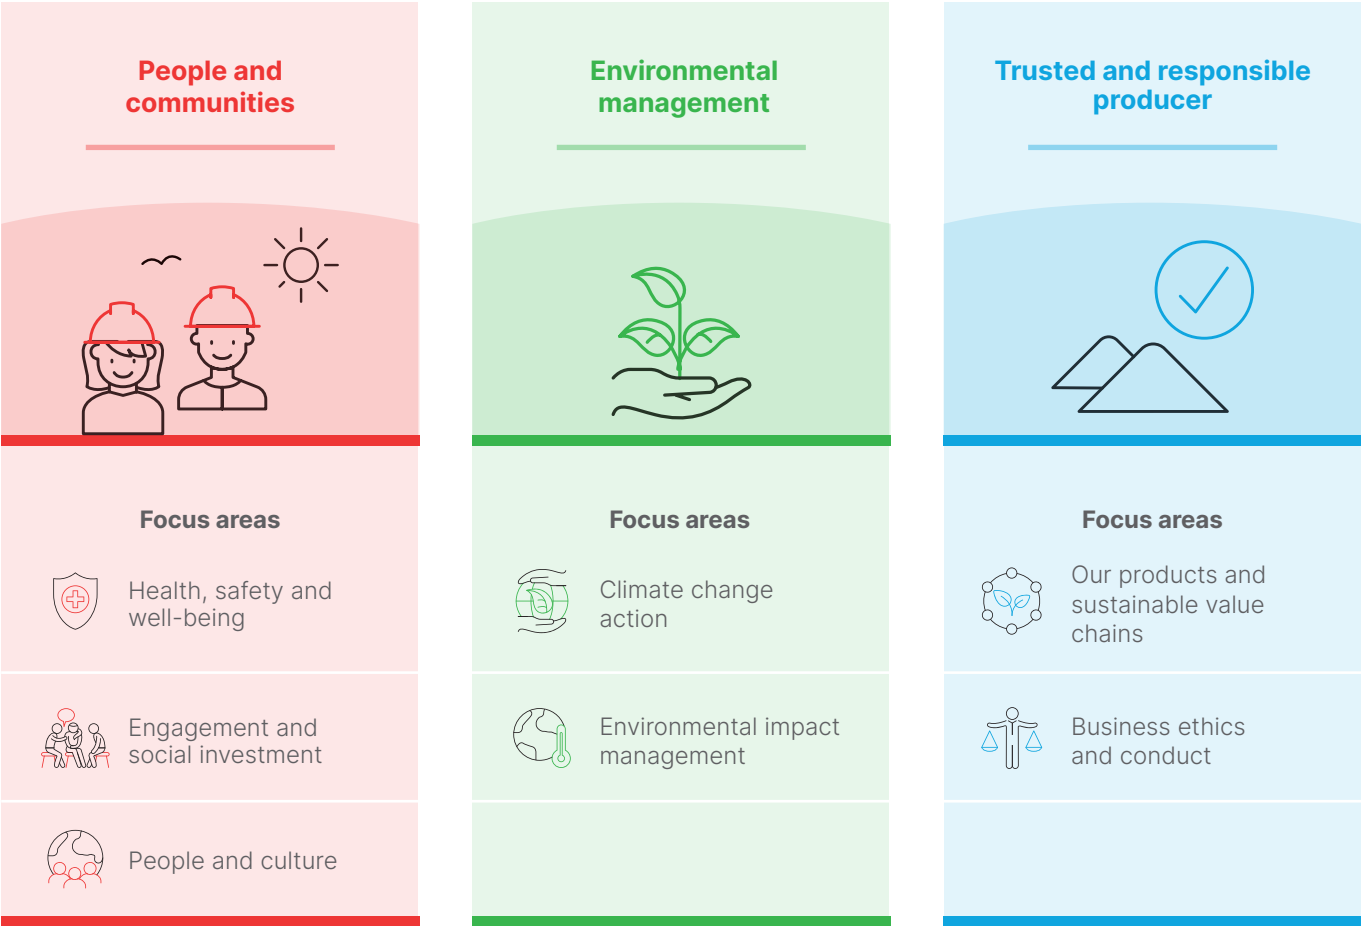 People and
communities
Focus areas
Health, safety and
well-being
Engagement and
social investment
People and culture
Environmental
management
Focus areas
Climate change
action
Environmental impact
management
Trusted and responsible
producer
Focus areas
Our products and
sustainable value
chains
Business ethics
and conduct